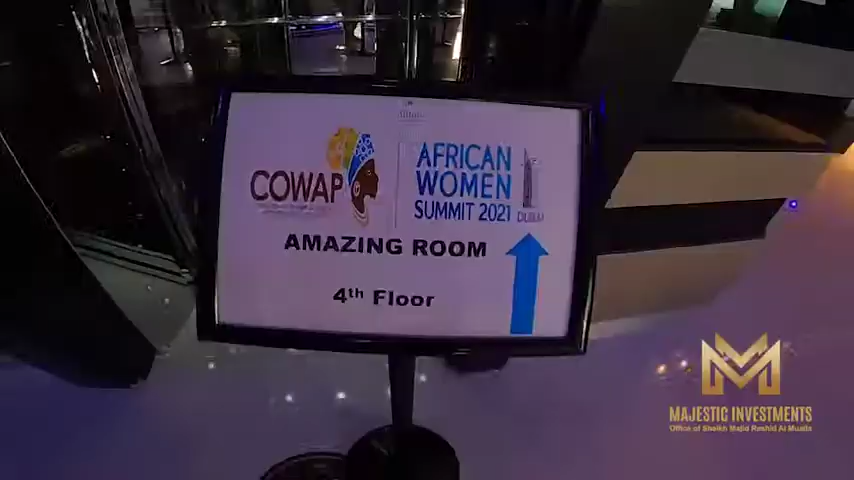 COWAP
AFRICAN
WOMEN
SUMMIT 2021
DUBAI
AMAZING ROOM
4th Floor
MAJESTIC INVESTMENTS
Office of Sheikh Majid Rashid Al Mualla